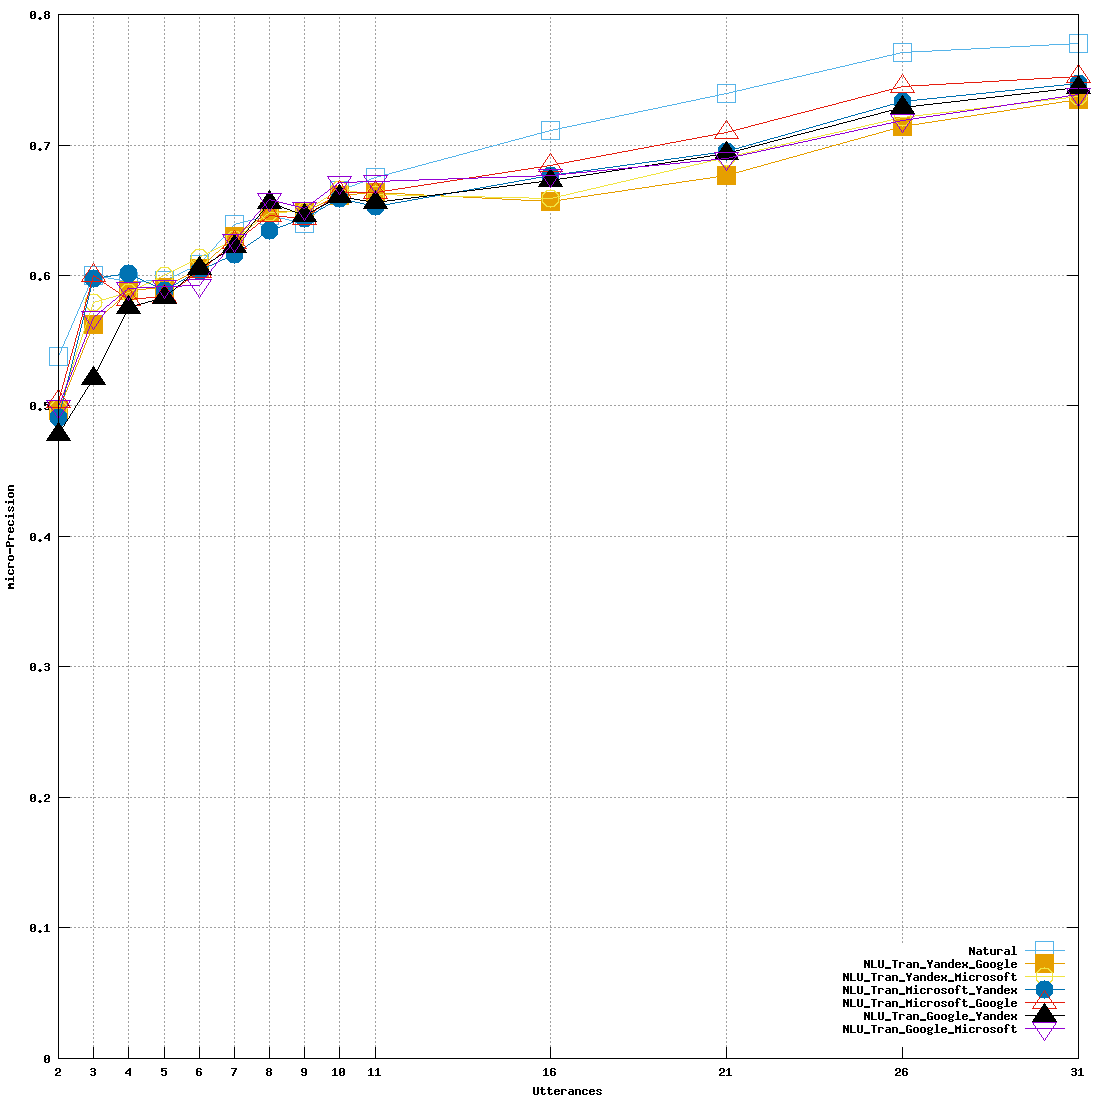 0.8
0.7
0.6
0.5
0.4
0.3
0.2
0.1
0
micro-Precision
Natural
NLU_Tran_Yandex_Google
NLU_Tran_Yandex_Microsoft
NLU_Tran_Microsoft_Yandex
NLU_Tran_Microsoft_Google
NLU_Tran_Google_Yandex
NLU_Tran_Google_Microsoft
2 3 4 5 6 7 8 9 10 11 16 21 26 31
Utterances